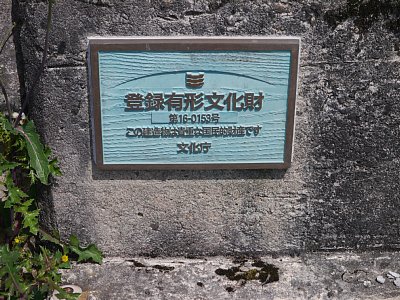 登録有形文化財
第16-0153号
この建造物は貴重な国民的財産です
文化庁